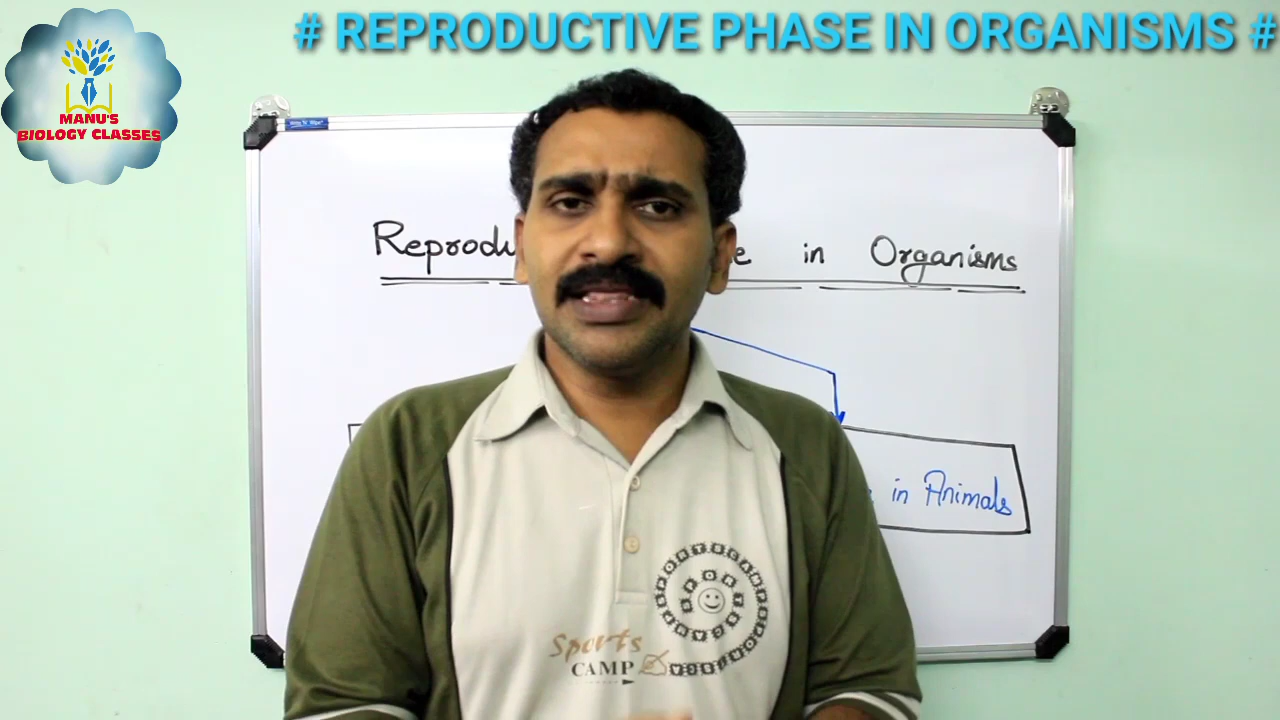 # REPRODUCTIVE PHASE IN ORGANISMS #
MANU'S
BIOLOGY CLASSES
Reprodu e in Organisms
in Animals
Sports
CAMP